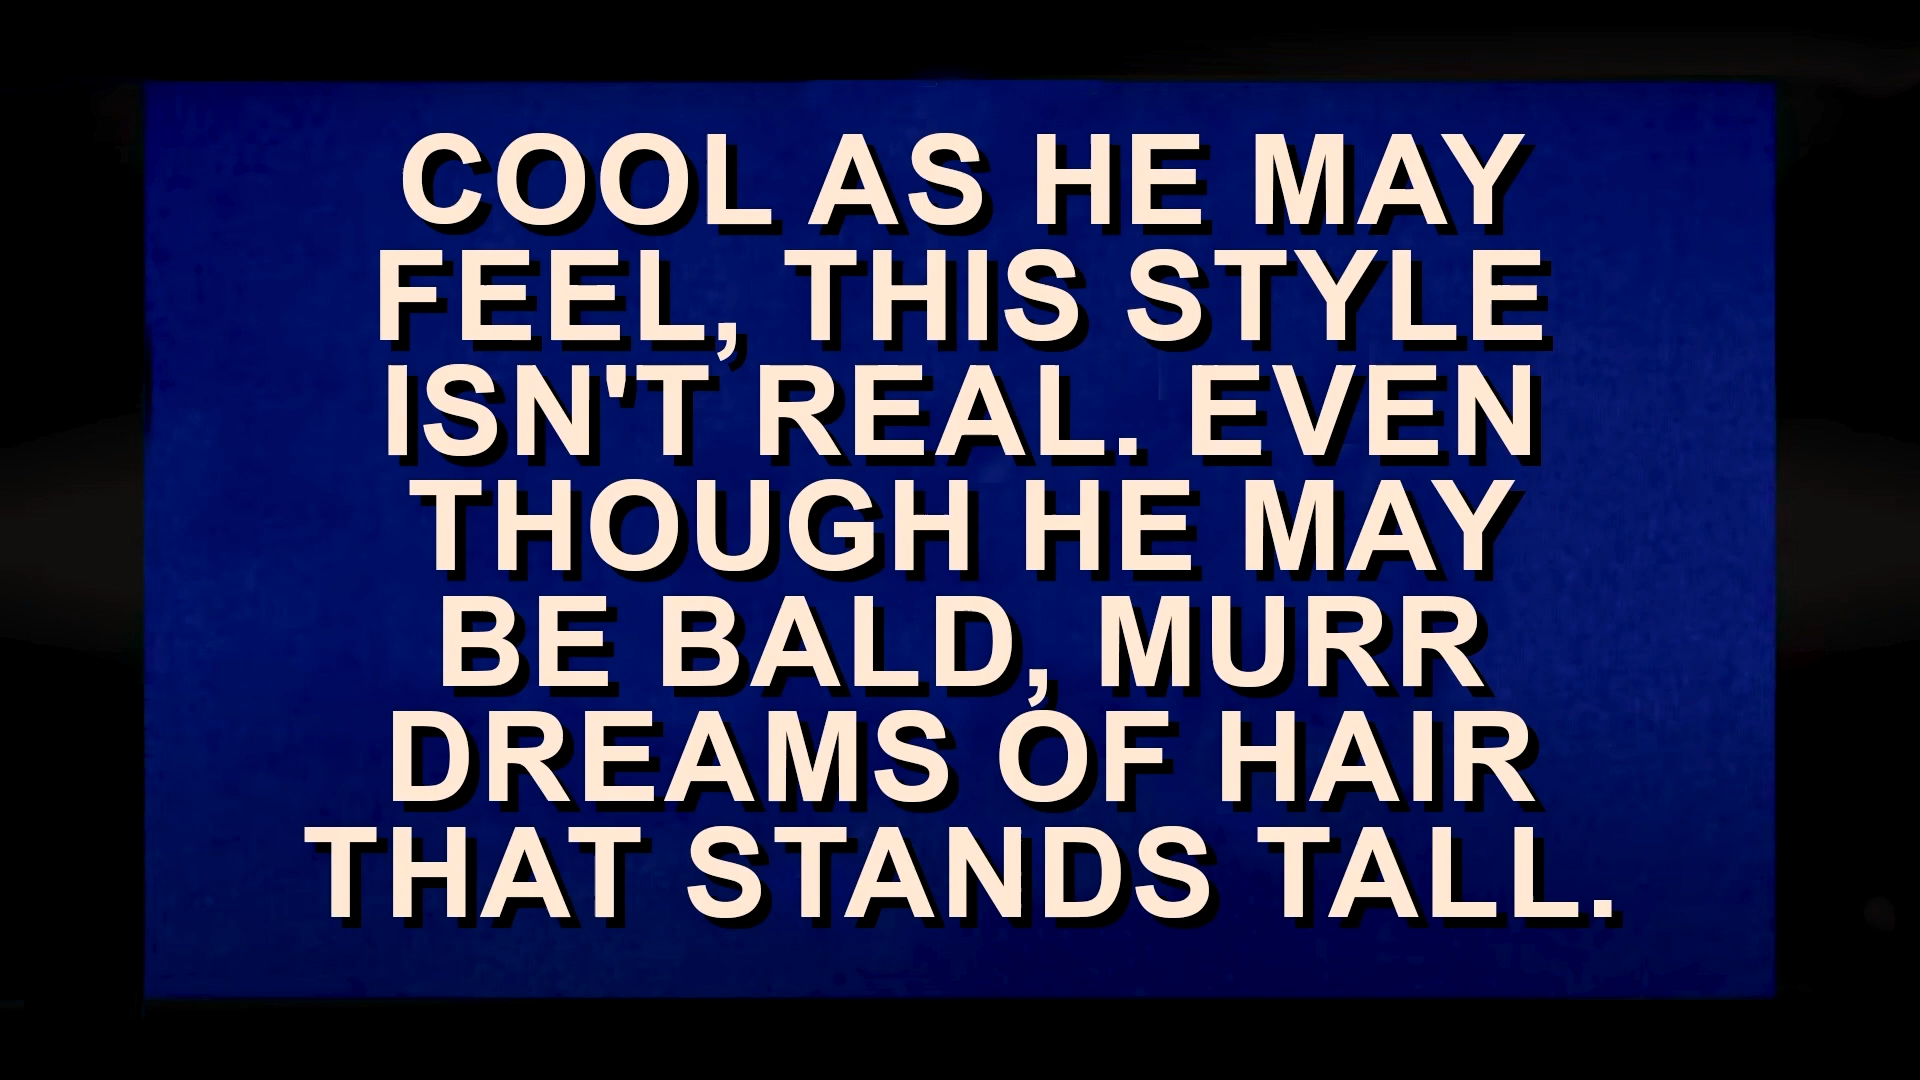 COOL AS HE MAY
FEEL, THIS STYLE
ISN'T REAL. EVEN
THOUGH HE MAY
BE BALD, MURR
DREAMS OF HAIR
THAT STANDS TALL.